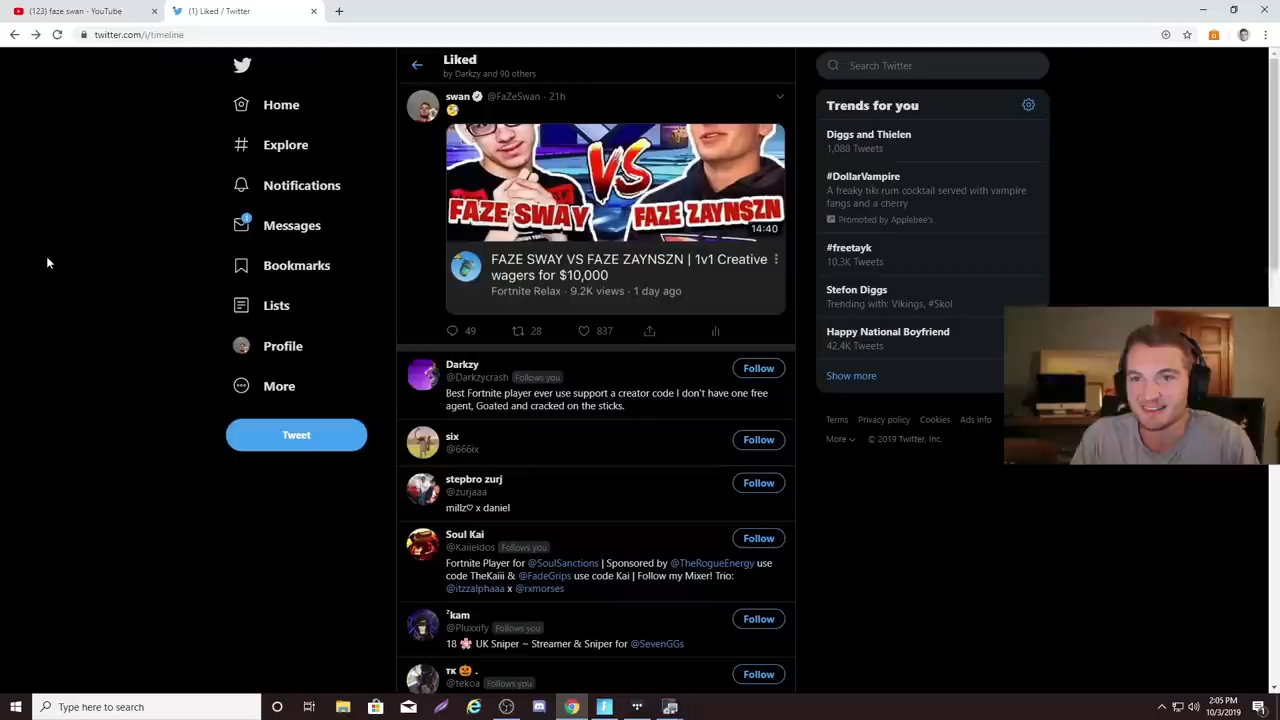 (123) faze swan - YouTube
(1) Liked / Twitter
twitter.com/i/timeline
Home
Explore
Notifications
1
Messages
Bookmarks
Lists
Profile
More
Tweet
Liked
by Darkzy and 90 others
swan @FaZeSwan · 21h
VS
FAZE SWAY
FAZE ZAYNSZN
14:40
FAZE SWAY VS FAZE ZAYNSZN | 1v1 Creative
wagers for $10,000
Fortnite Relax · 9.2K views · 1 day ago
49 28 837
Darkzy
@Darkzycrash Follows you
Follow
Best Fortnite player ever use support a creator code I don't have one free
agent, Goated and cracked on the sticks.
six
@666ix
Follow
stepbro zurj
@zurjaaa
Follow
millz♡ x daniel
Soul Kai
@Kaiieldos Follows you
Follow
Fortnite Player for @SoulSanctions | Sponsored by @TheRogueEnergy use
code TheKaiii & @FadeGrips use code Kai | Follow my Mixer! Trio:
@itzzalphaaa x @rxmorses
⁷kam
@Pluxxify Follows you
Follow
18 🌸 UK Sniper ~ Streamer & Sniper for @SevenGGs
тк 🎃 .
@tekoa Follows you
Follow
Search Twitter
Trends for you
Diggs and Thielen
1,088 Tweets
#DollarVampire
A freaky tiki rum cocktail served with vampire
fangs and a cherry
Promoted by Applebee's
#freetayk
10.3K Tweets
Stefon Diggs
Trending with: Vikings, #Skol
Happy National Boyfriend
42.4K Tweets
Show more
Terms Privacy policy Cookies Ads info
More © 2019 Twitter, Inc.
Type here to search
2:05 PM
10/3/2019
1